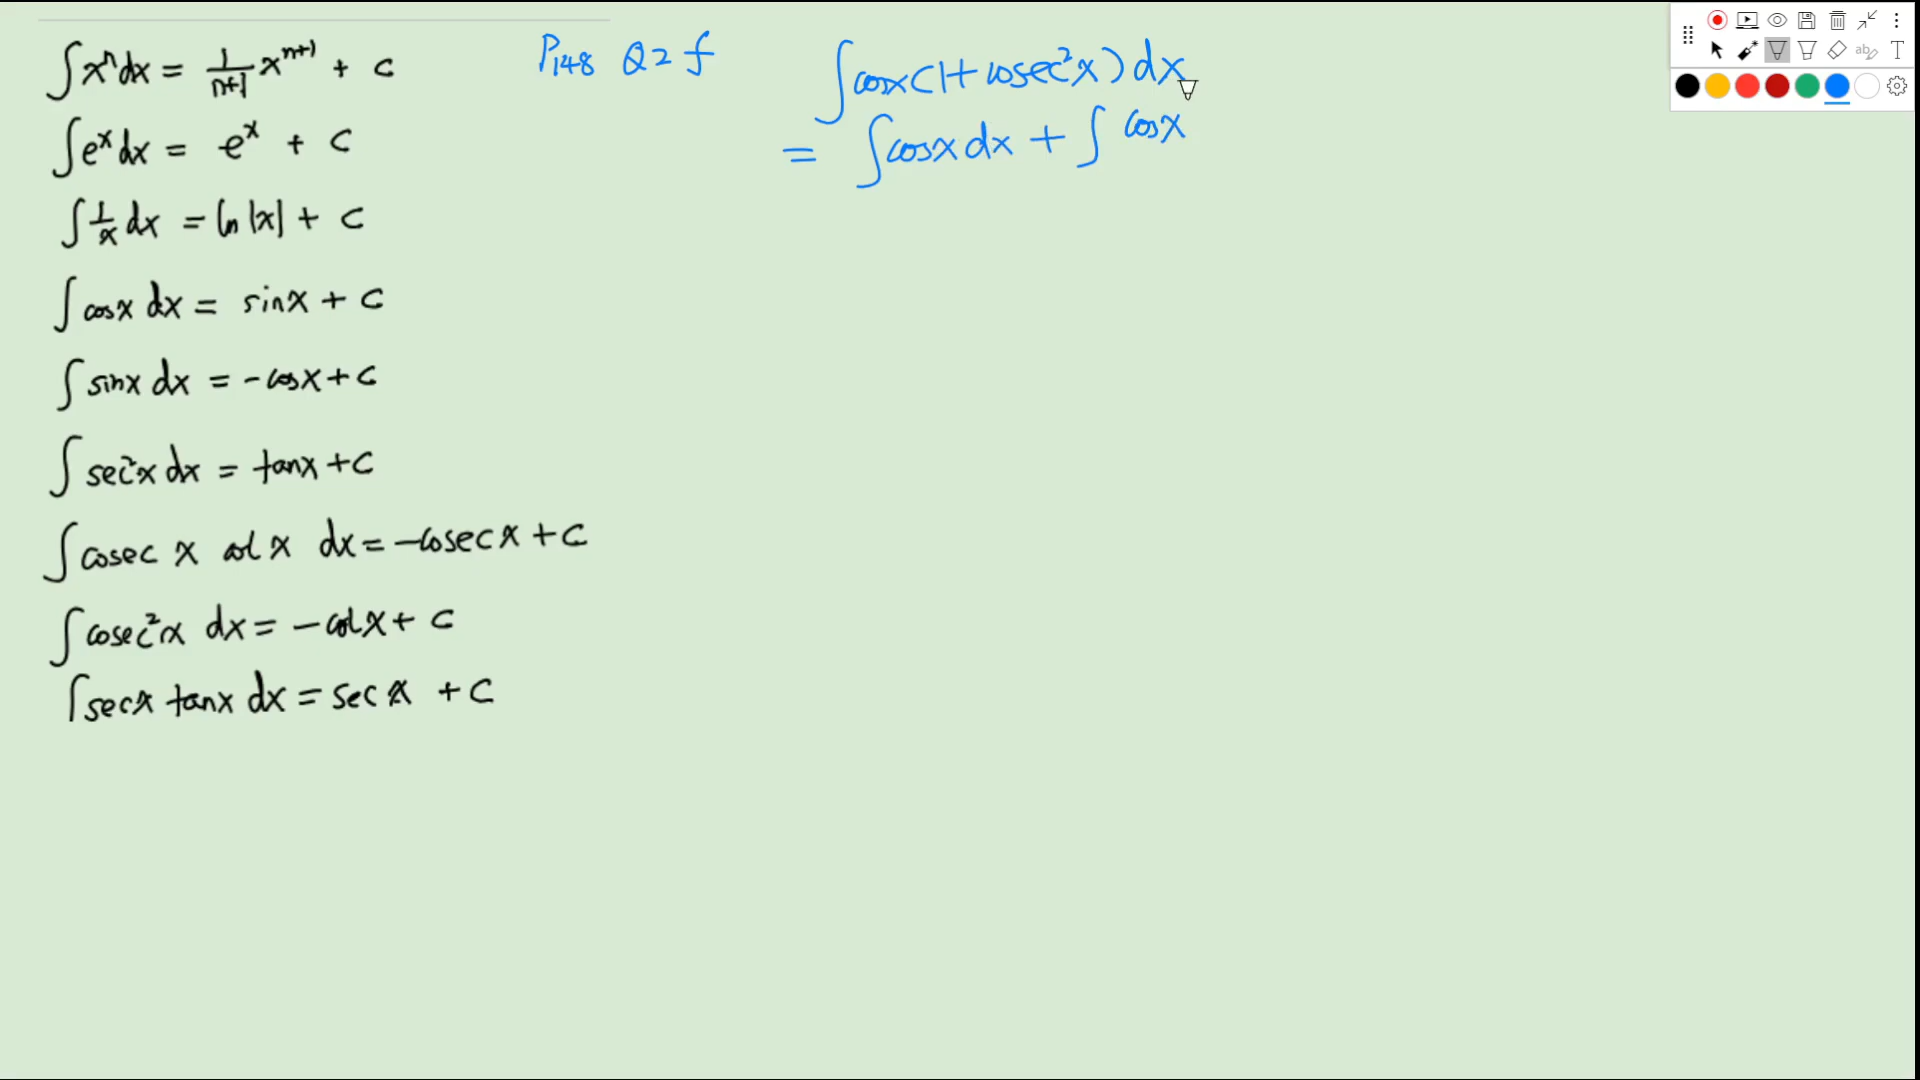 ∫xⁿdx = 1/(n+1) xⁿ⁺¹ + c
∫eˣdx = eˣ + c
∫1/x dx = ln|x| + c
∫cosx dx = sinx + c
∫sinx dx = -cosx + c
∫sec²x dx = tanx + c
∫cosec x cot x dx = -cosec x + c
∫cosec²x dx = -cotx + c
∫secx tanx dx = sec x + c
P148 Q2 f
∫cosx(1+cosec²x)dx
= ∫cosx dx + ∫ cosx
ab
T